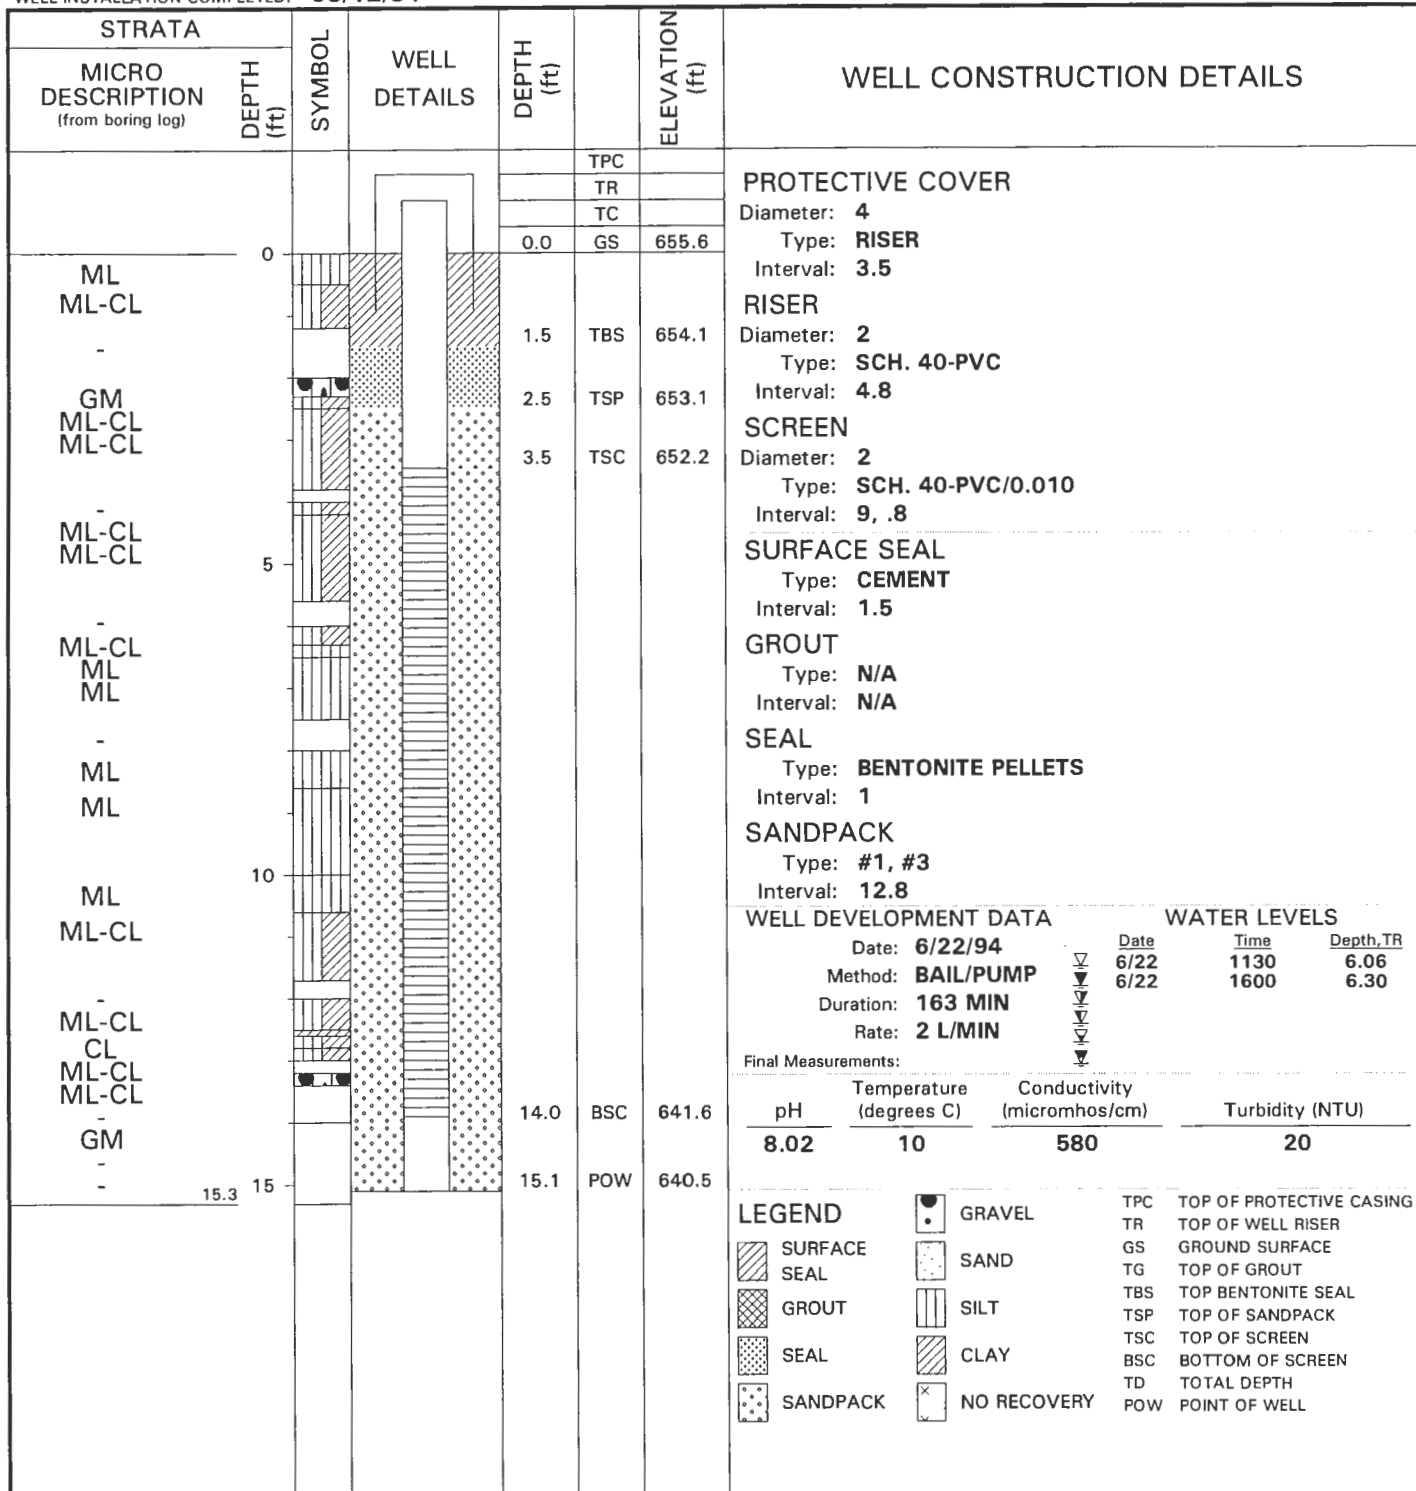 STRATA
MICRO
DESCRIPTION
(from boring log)
DEPTH
(ft)
SYMBOL
WELL
DETAILS
DEPTH
(ft)
ELEVATION
(ft)
WELL CONSTRUCTION DETAILS
TPC
TR
TC
0.0 GS 655.6
1.5 TBS 654.1
2.5 TSP 653.1
3.5 TSC 652.2
14.0 BSC 641.6
15.1 POW 640.5
0
5
10
15
15.3
ML
ML-CL
-
GM
ML-CL
ML-CL
-
ML-CL
ML-CL
-
ML-CL
ML
ML
-
ML
ML
ML
ML-CL
-
ML-CL
CL
ML-CL
ML-CL
-
GM
-
-
PROTECTIVE COVER
Diameter: 4
Type: RISER
Interval: 3.5
RISER
Diameter: 2
Type: SCH. 40-PVC
Interval: 4.8
SCREEN
Diameter: 2
Type: SCH. 40-PVC/0.010
Interval: 9, .8
SURFACE SEAL
Type: CEMENT
Interval: 1.5
GROUT
Type: N/A
Interval: N/A
SEAL
Type: BENTONITE PELLETS
Interval: 1
SANDPACK
Type: #1, #3
Interval: 12.8
WELL DEVELOPMENT DATA
Date: 6/22/94
Method: BAIL/PUMP
Duration: 163 MIN
Rate: 2 L/MIN
Final Measurements:
WATER LEVELS
Date Time Depth,TR
6/22 1130 6.06
6/22 1600 6.30
pH Temperature (degrees C) Conductivity (micromhos/cm) Turbidity (NTU)
8.02 10 580 20
LEGEND
SURFACE
SEAL
GROUT
SEAL
SANDPACK
GRAVEL
SAND
SILT
CLAY
NO RECOVERY
TPC TOP OF PROTECTIVE CASING
TR TOP OF WELL RISER
GS GROUND SURFACE
TG TOP OF GROUT
TBS TOP BENTONITE SEAL
TSP TOP OF SANDPACK
TSC TOP OF SCREEN
BSC BOTTOM OF SCREEN
TD TOTAL DEPTH
POW POINT OF WELL